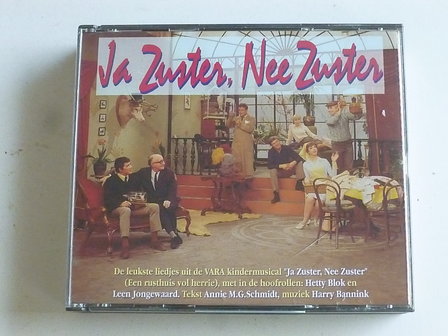 Ja Zuster, Nee Zuster
De leukste liedjes uit de VARA kindermusical "Ja Zuster, Nee Zuster"
(Een rusthuis vol herrie), met in de hoofrollen: Hetty Blok en
Leen Jongewaard. Tekst Annie M.G.Schmidt, muziek Harry Bannink